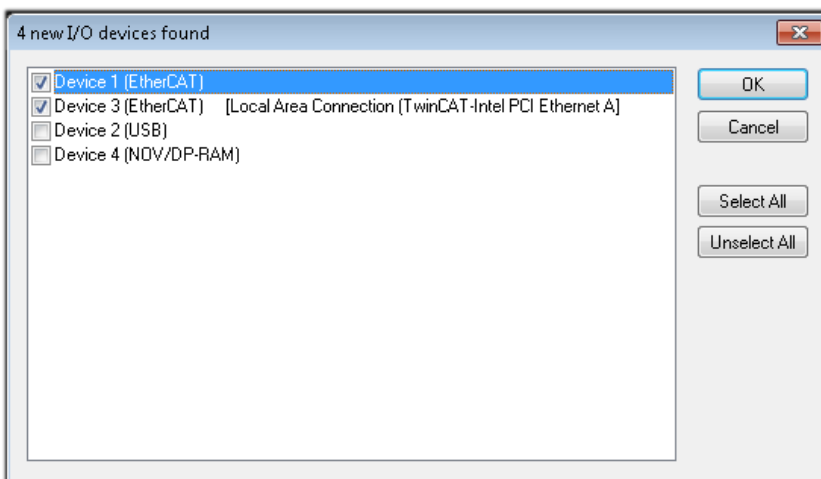 4 new I/O devices found
Device 1 (EtherCAT)
Device 3 (EtherCAT) [Local Area Connection (TwinCAT-Intel PCI Ethernet A]
Device 2 (USB)
Device 4 (NOV/DP-RAM)
OK
Cancel
Select All
Unselect All